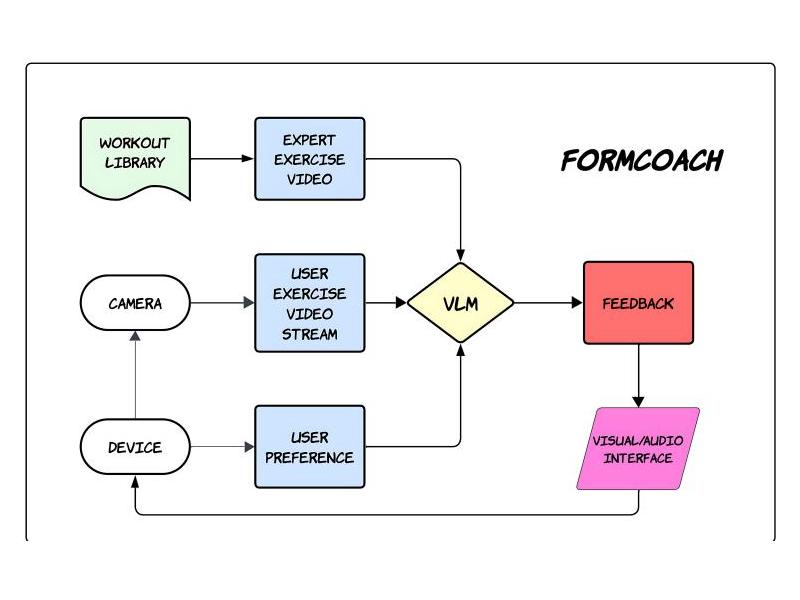 WORKOUT
LIBRARY
EXPERT
EXERCISE
VIDEO
FORMCOACH
CAMERA
USER
EXERCISE
VIDEO
STREAM
VLM
FEEDBACK
DEVICE
USER
PREFERENCE
VISUAL/AUDIO
INTERFACE